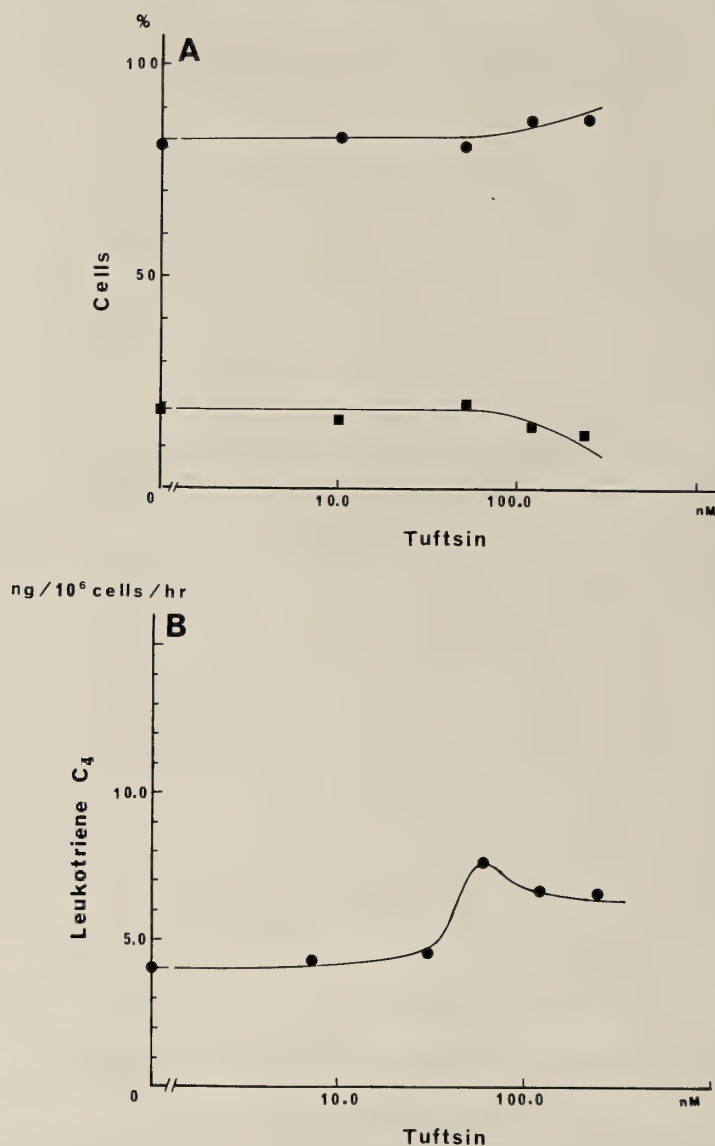 %
A
100
Cells
50
0
10.0
100.0
nM
Tuftsin
ng/10⁶ cells/hr
B
Leukotriene C₄
10.0
5.0
0
10.0
100.0
nM
Tuftsin